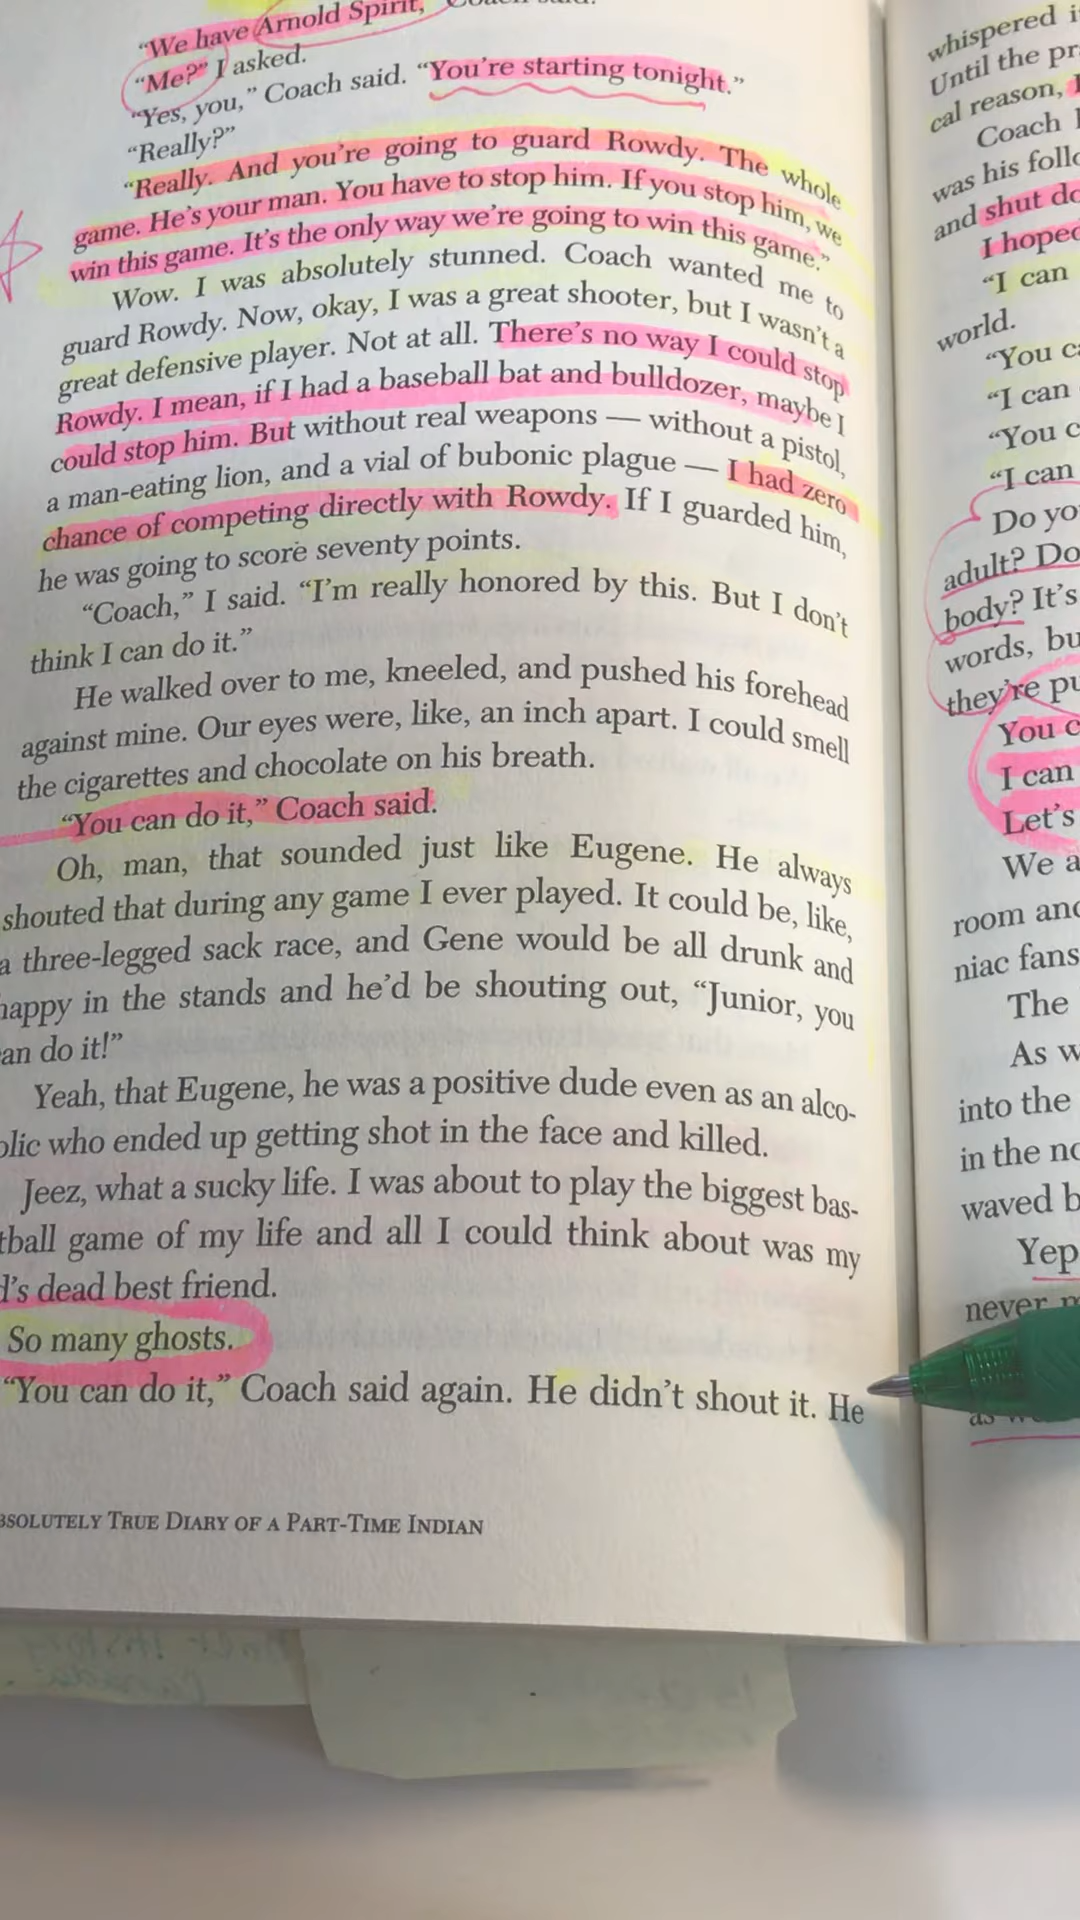 "We have Arnold Spirit," Coach said.
"Me?" I asked.
"Yes, you," Coach said. "You're starting tonight."
"Really?"
"Really. And you're going to guard Rowdy. The whole
game. He's your man. You have to stop him. If you stop him, we
win this game. It's the only way we're going to win this game."
Wow. I was absolutely stunned. Coach wanted me to
guard Rowdy. Now, okay, I was a great shooter, but I wasn't a
great defensive player. Not at all. There's no way I could stop
Rowdy. I mean, if I had a baseball bat and bulldozer, maybe I
could stop him. But without real weapons — without a pistol,
a man-eating lion, and a vial of bubonic plague — I had zero
chance of competing directly with Rowdy. If I guarded him,
he was going to score seventy points.
"Coach," I said. "I'm really honored by this. But I don't
think I can do it."
He walked over to me, kneeled, and pushed his forehead
against mine. Our eyes were, like, an inch apart. I could smell
the cigarettes and chocolate on his breath.
"You can do it," Coach said.
Oh, man, that sounded just like Eugene. He always
shouted that during any game I ever played. It could be, like,
a three-legged sack race, and Gene would be all drunk and
happy in the stands and he'd be shouting out, "Junior, you
an do it!"
Yeah, that Eugene, he was a positive dude even as an alco-
olic who ended up getting shot in the face and killed.
Jeez, what a sucky life. I was about to play the biggest bas-
tball game of my life and all I could think about was my
d's dead best friend.
So many ghosts.
"You can do it," Coach said again. He didn't shout it. He
BSOLUTELY TRUE DIARY OF A PART-TIME INDIAN
whispered i
Until the pr
cal reason, I
Coach
was his follo
and shut do
I hoped
"I can
world.
"You ca
"I can
"You c
"I can
Do yo
adult? Do
body? It's
words, bu
they're pu
You c
I can
Let's
We a
room and
niac fans
The
As w
into the
in the no
waved b
Yep
never m
as